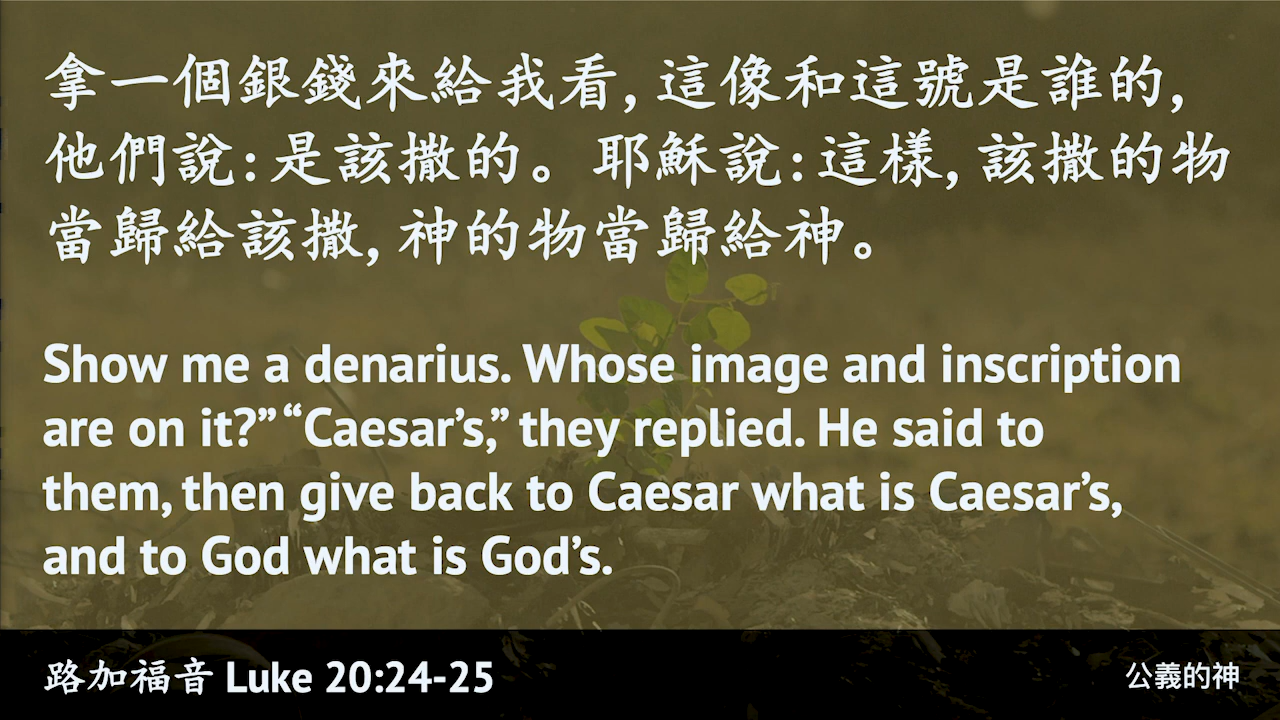 拿一個銀錢來給我看, 這像和這號是誰的,
他們說: 是該撒的。耶穌說: 這樣, 該撒的物
當歸給該撒, 神的物當歸給神。
Show me a denarius. Whose image and inscription
are on it?” “Caesar’s,” they replied. He said to
them, then give back to Caesar what is Caesar’s,
and to God what is God’s.
路加福音 Luke 20:24-25
公義的神